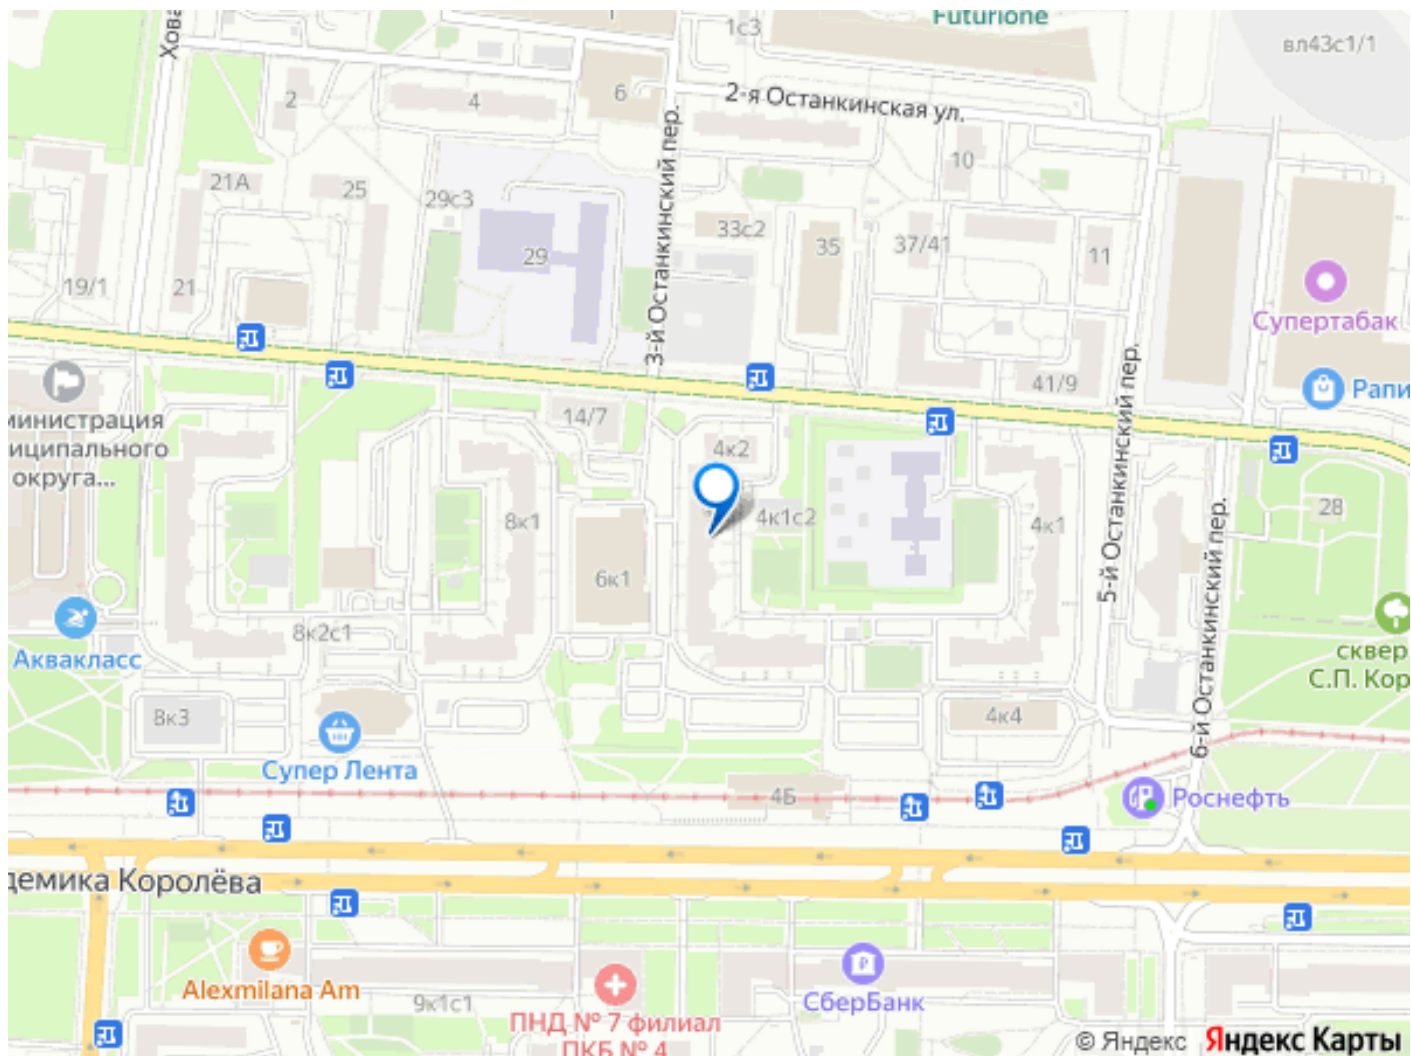 Futurione
1с3
вл43с1/1
Хова
2
4
6
2-я Останкинская ул.
10
21А
25
29с3
3-й Останкинский пер.
33с2
35
37/41
11
29
19/1
21
Супертабак
41/9
Рапи
14/7
министрация
иципального
округа...
4к2
8к1
4к1с2
4к1
5-й Останкинский пер.
28
6к1
6-й Останкинский пер.
8к2с1
Аквакласс
сквер
С.П. Кор
8к3
4к4
Супер Лента
4Б
Роснефть
демика Королёва
Alexmilana Am
9к1с1
СберБанк
ПНД № 7 филиал
ПКБ № 4
© Яндекс Яндекс Карты